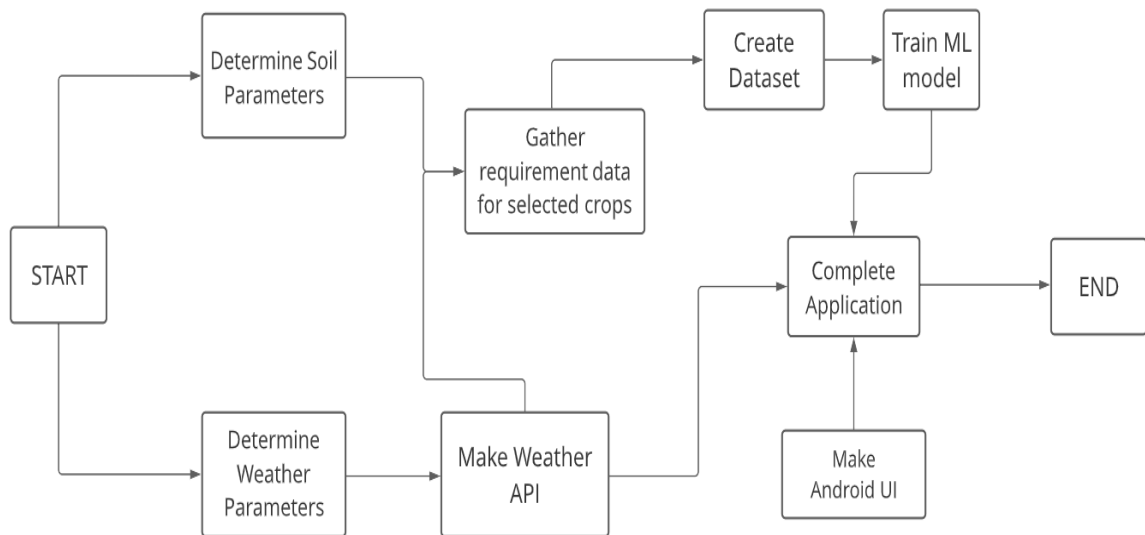 START
Determine Soil
Parameters
Determine
Weather
Parameters
Make Weather
API
Gather
requirement data
for selected crops
Create
Dataset
Train ML
model
Complete
Application
Make
Android UI
END